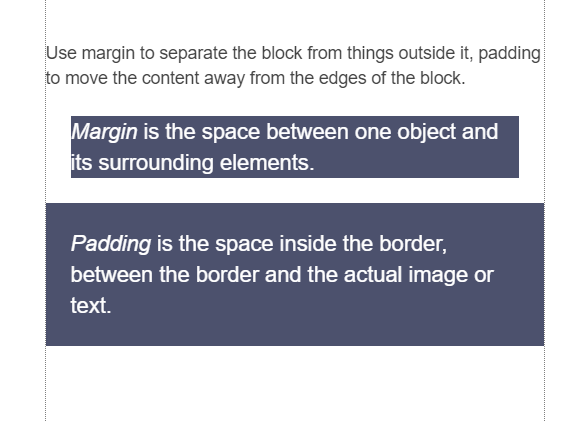 Use margin to separate the block from things outside it, padding
to move the content away from the edges of the block.
Margin is the space between one object and
its surrounding elements.
Padding is the space inside the border,
between the border and the actual image or
text.